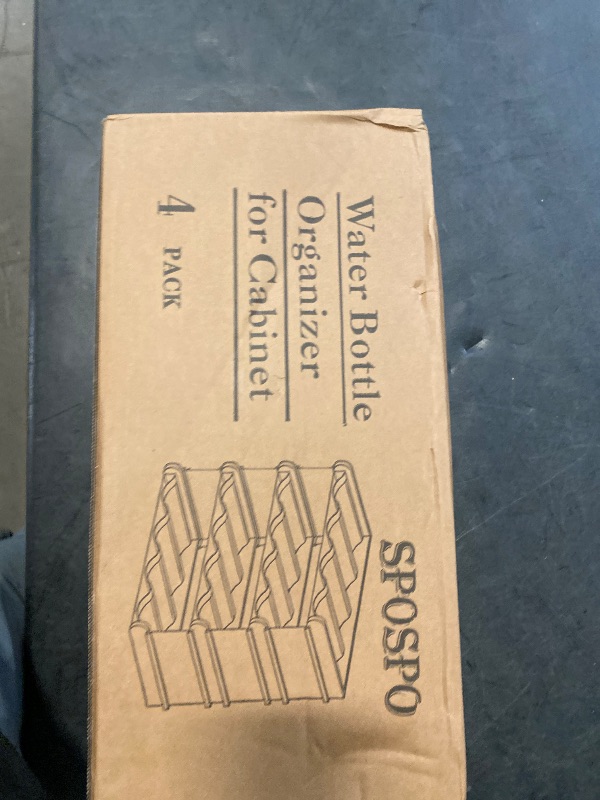 SPOSPO
Water Bottle
Organizer
for Cabinet
4 PACK